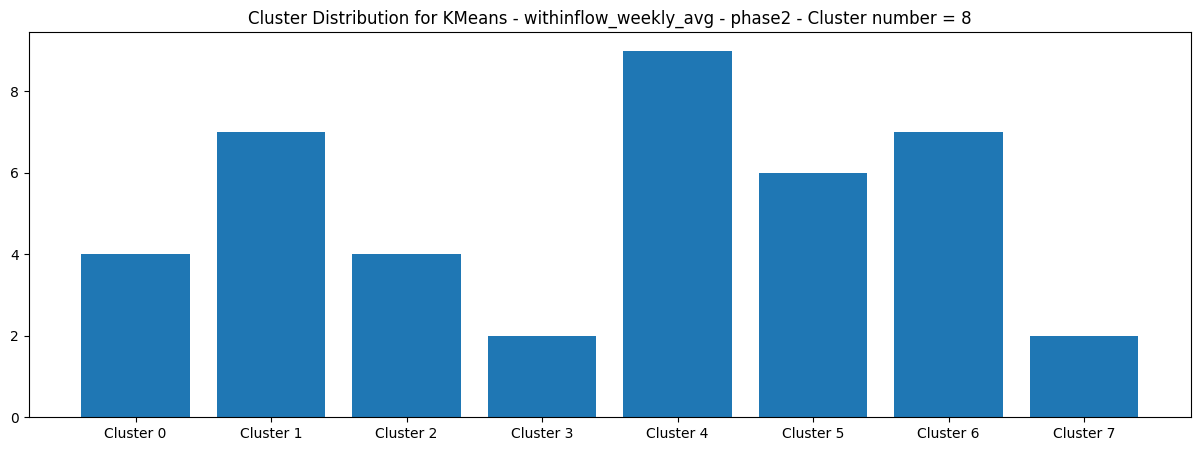 Cluster Distribution for KMeans - withinflow_weekly_avg - phase2 - Cluster number = 8
8
6
4
2
0
Cluster 0 Cluster 1 Cluster 2 Cluster 3 Cluster 4 Cluster 5 Cluster 6 Cluster 7